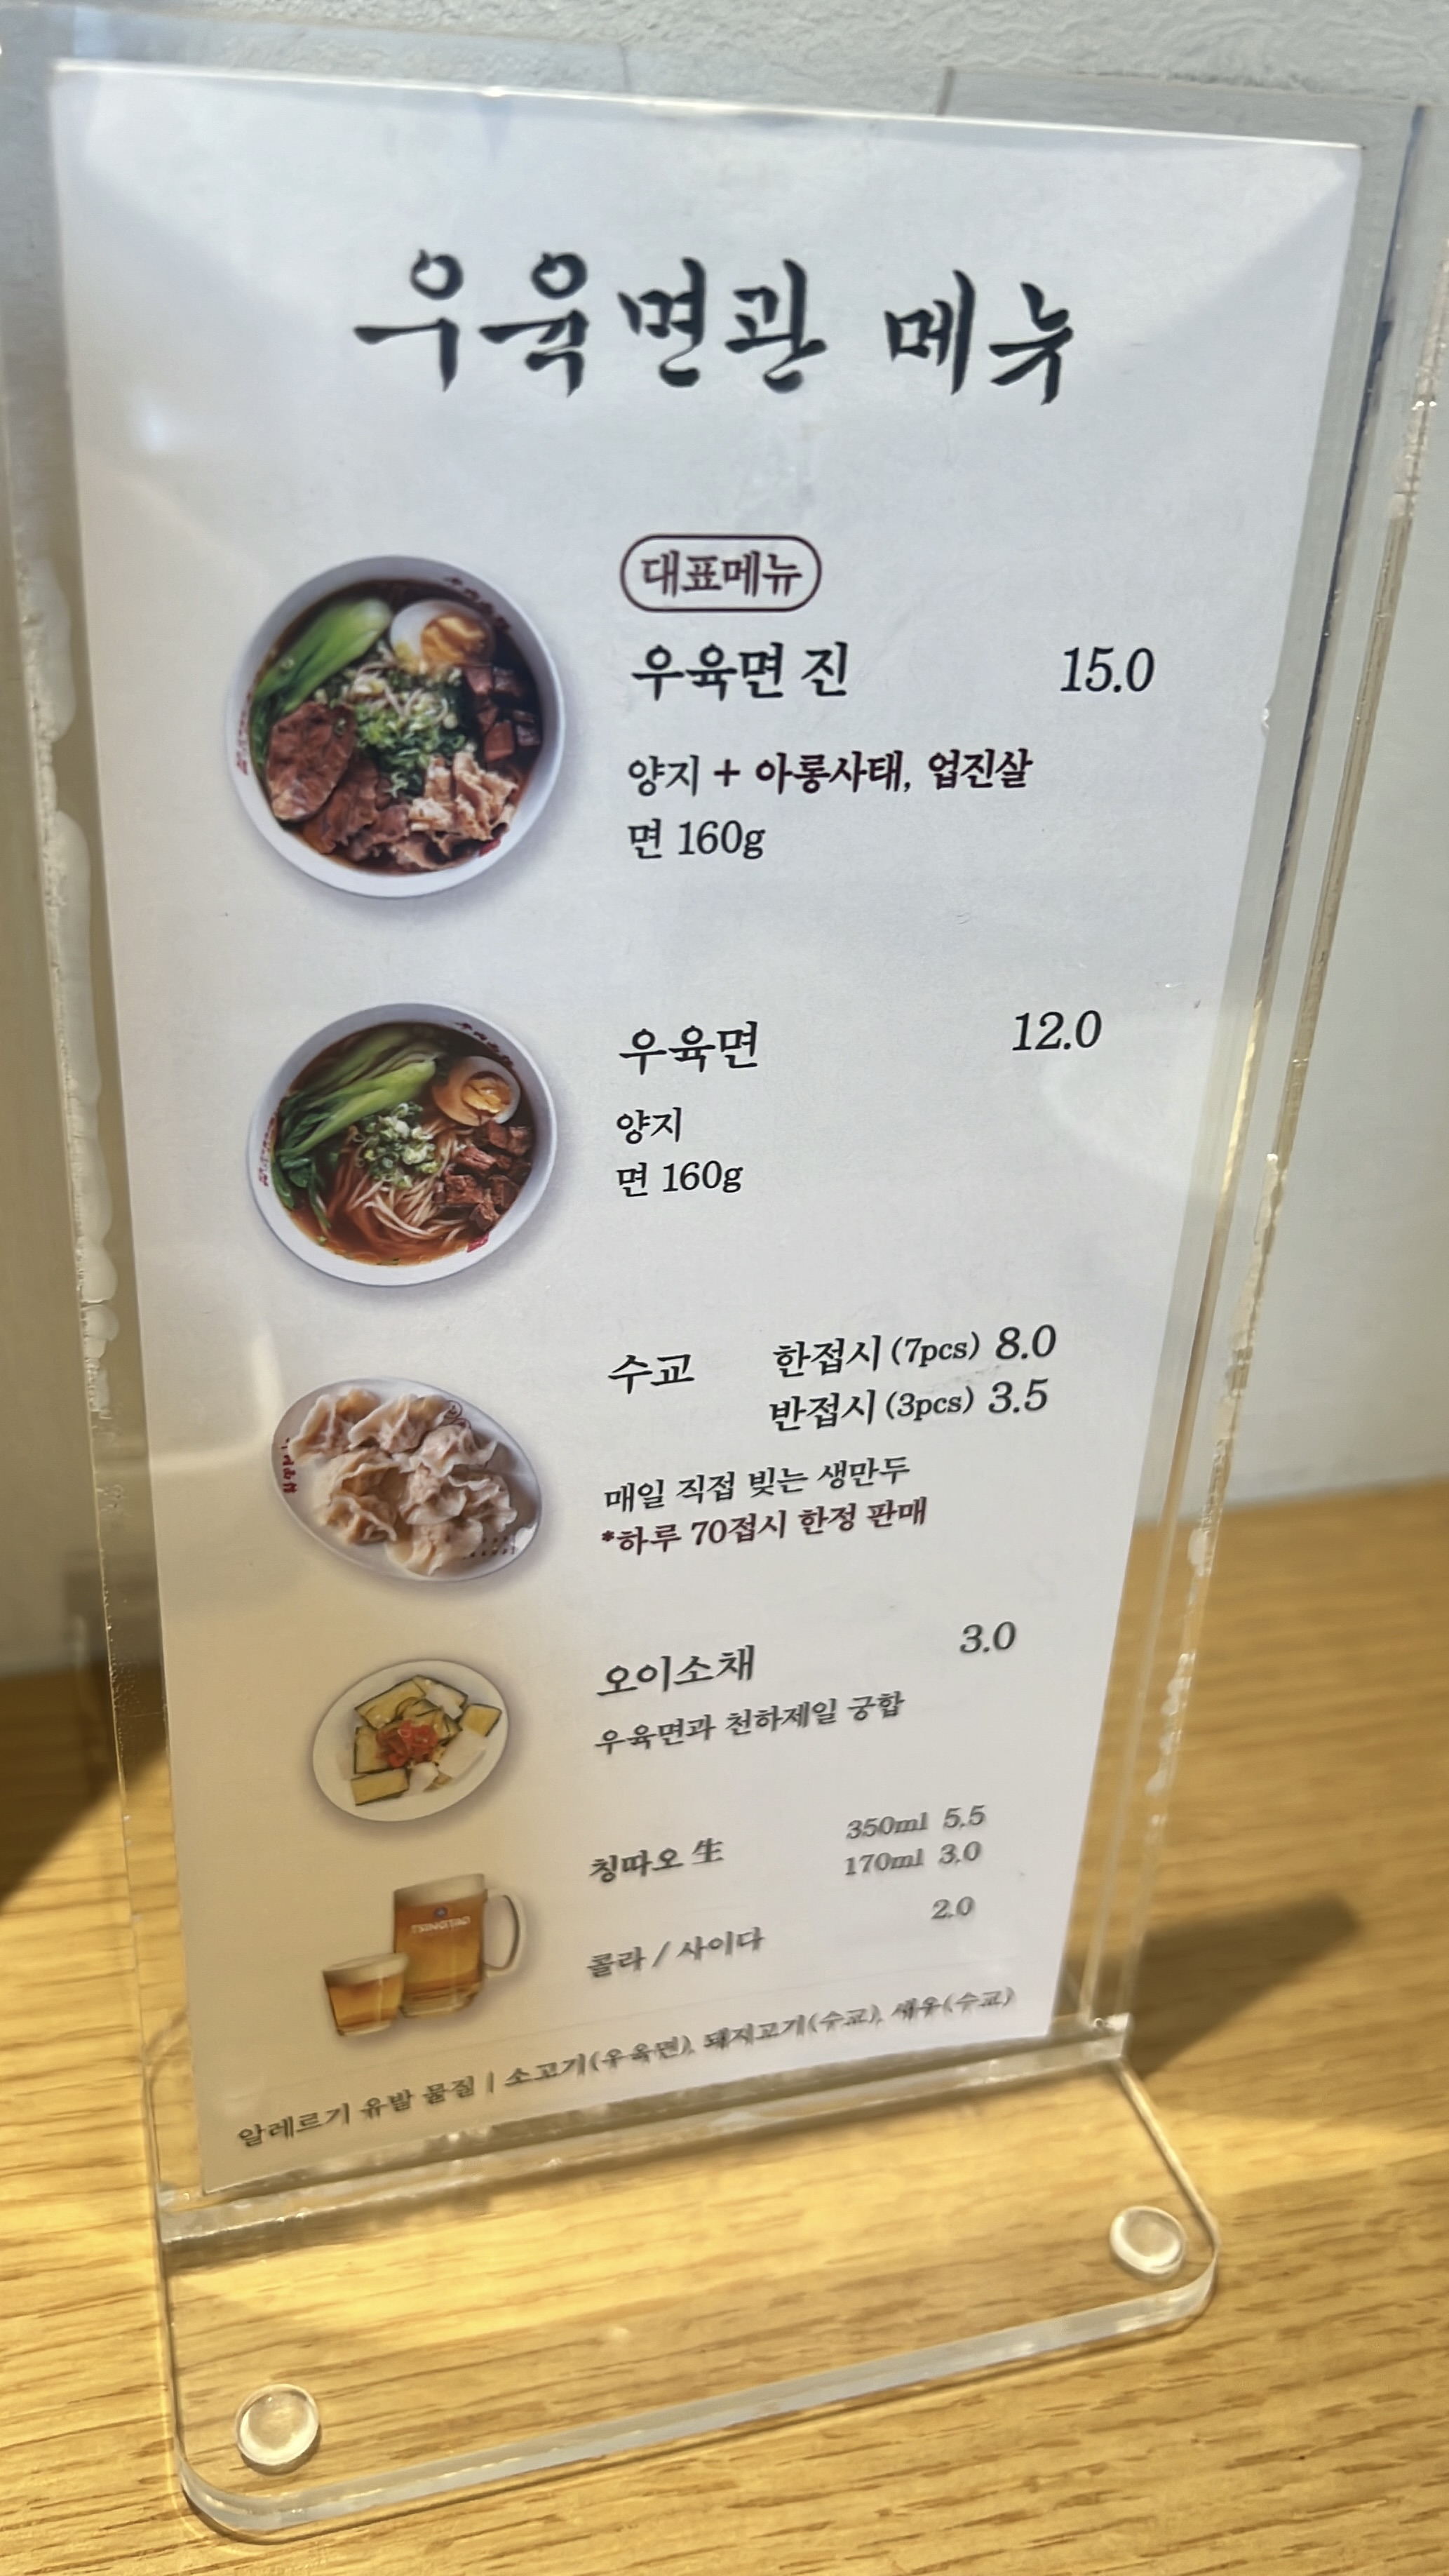 우육면관 메뉴
대표메뉴
우육면 진 15.0
양지 + 아롱사태, 업진살
면 160g
우육면 12.0
양지
면 160g
수교 한접시 (7pcs) 8.0
반접시 (3pcs) 3.5
매일 직접 빚는 생만두
*하루 70접시 한정 판매
오이소채 3.0
우육면과 천하제일 궁합
칭따오 生 350ml 5.5
170ml 3.0
TSINGTAO
콜라 / 사이다 2.0
알레르기 유발 물질 | 소고기(우육면), 돼지고기(수교), 새우(수교)